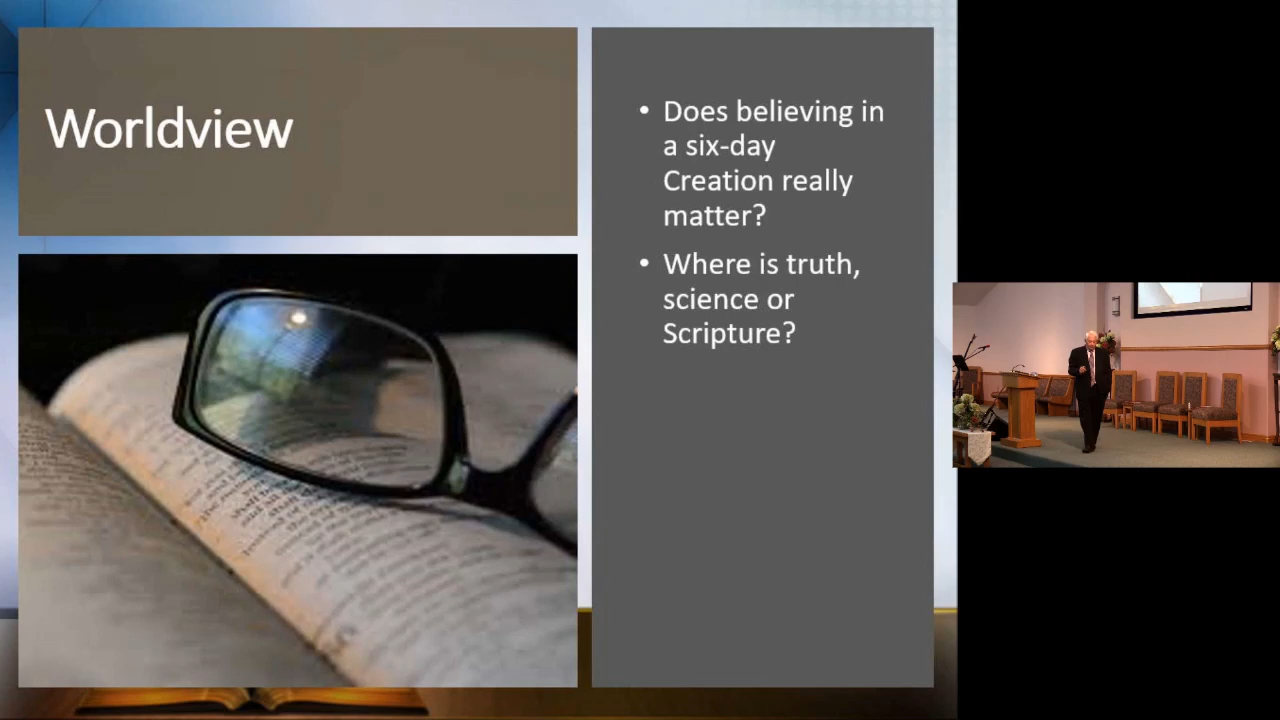 Worldview
• Does believing in
a six-day
Creation really
matter?
• Where is truth,
science or
Scripture?